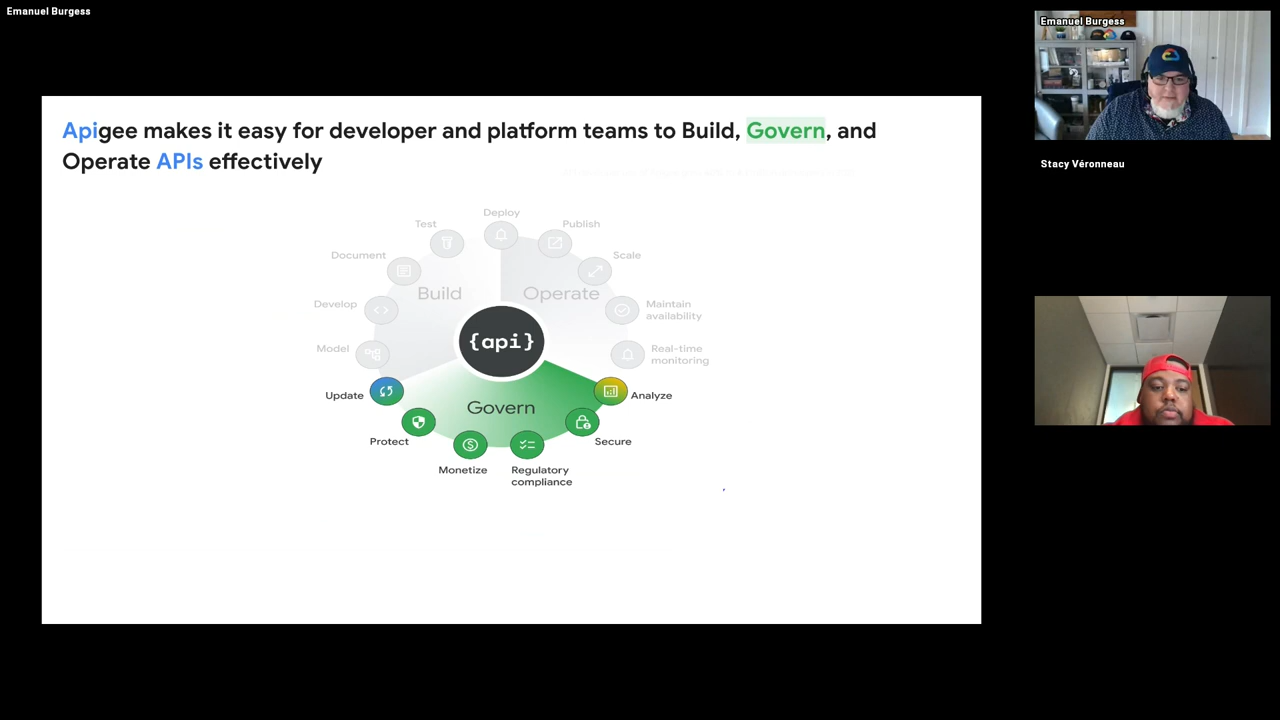 Emanuel Burgess
Emanuel Burgess
Stacy Véronneau
Apigee makes it easy for developer and platform teams to Build, Govern, and
Operate APIs effectively
Deploy
Test
Publish
Document
Scale
Build
Operate
Develop
Maintain
availability
{api}
Model
Real-time
monitoring
Update
Analyze
Govern
Protect
Secure
Monetize
Regulatory
compliance